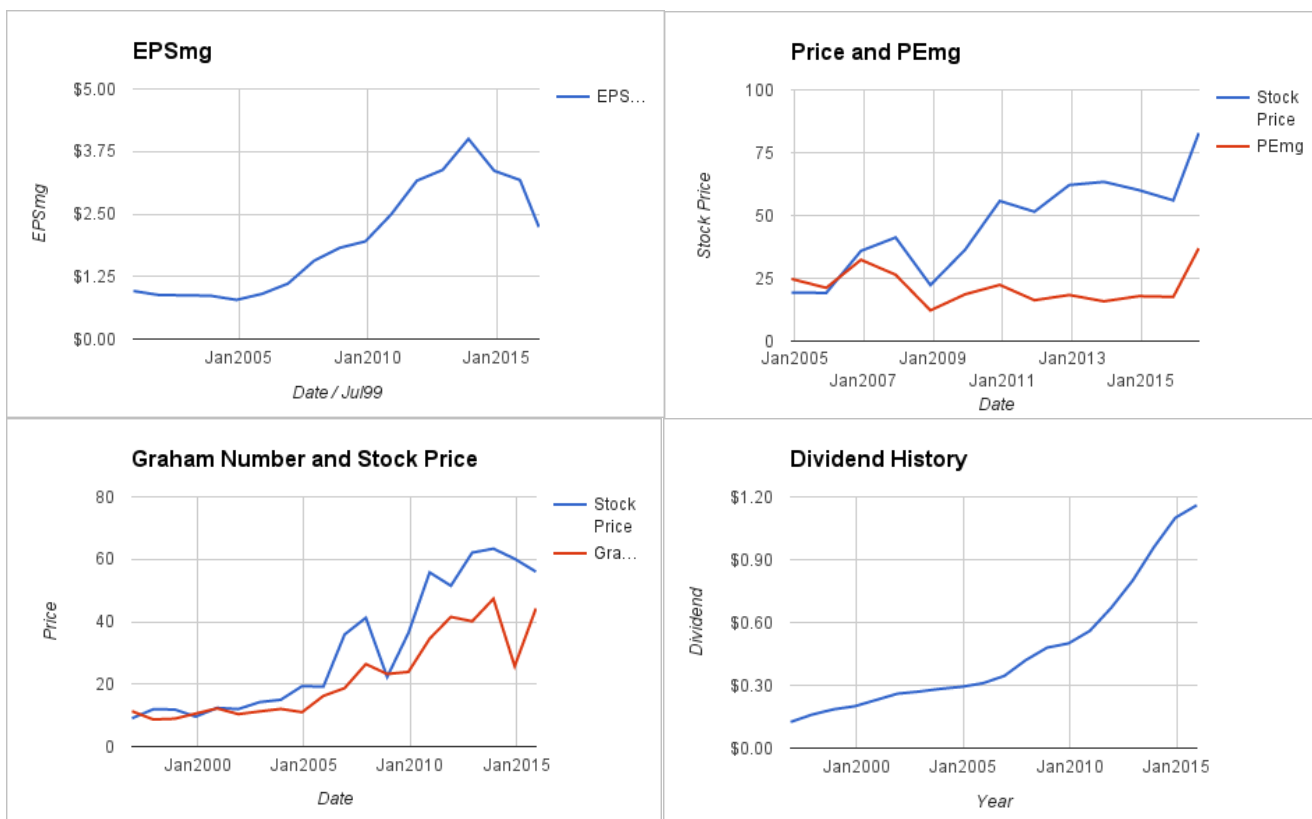 EPSmg
$5.00
$3.75
$2.50
$1.25
$0.00
EPSmg
Jan2005
Jan2010
Jan2015
Date / Jul99
EPS...
Price and PEmg
100
75
50
25
0
Stock Price
Jan2005
Jan2007
Jan2009
Jan2011
Jan2013
Jan2015
Date
Stock
Price
PEmg
Graham Number and Stock Price
80
60
40
20
0
Price
Jan2000
Jan2005
Jan2010
Jan2015
Date
Stock
Price
Gra...
Dividend History
$1.20
$0.90
$0.60
$0.30
$0.00
Dividend
Jan2000
Jan2005
Jan2010
Jan2015
Year